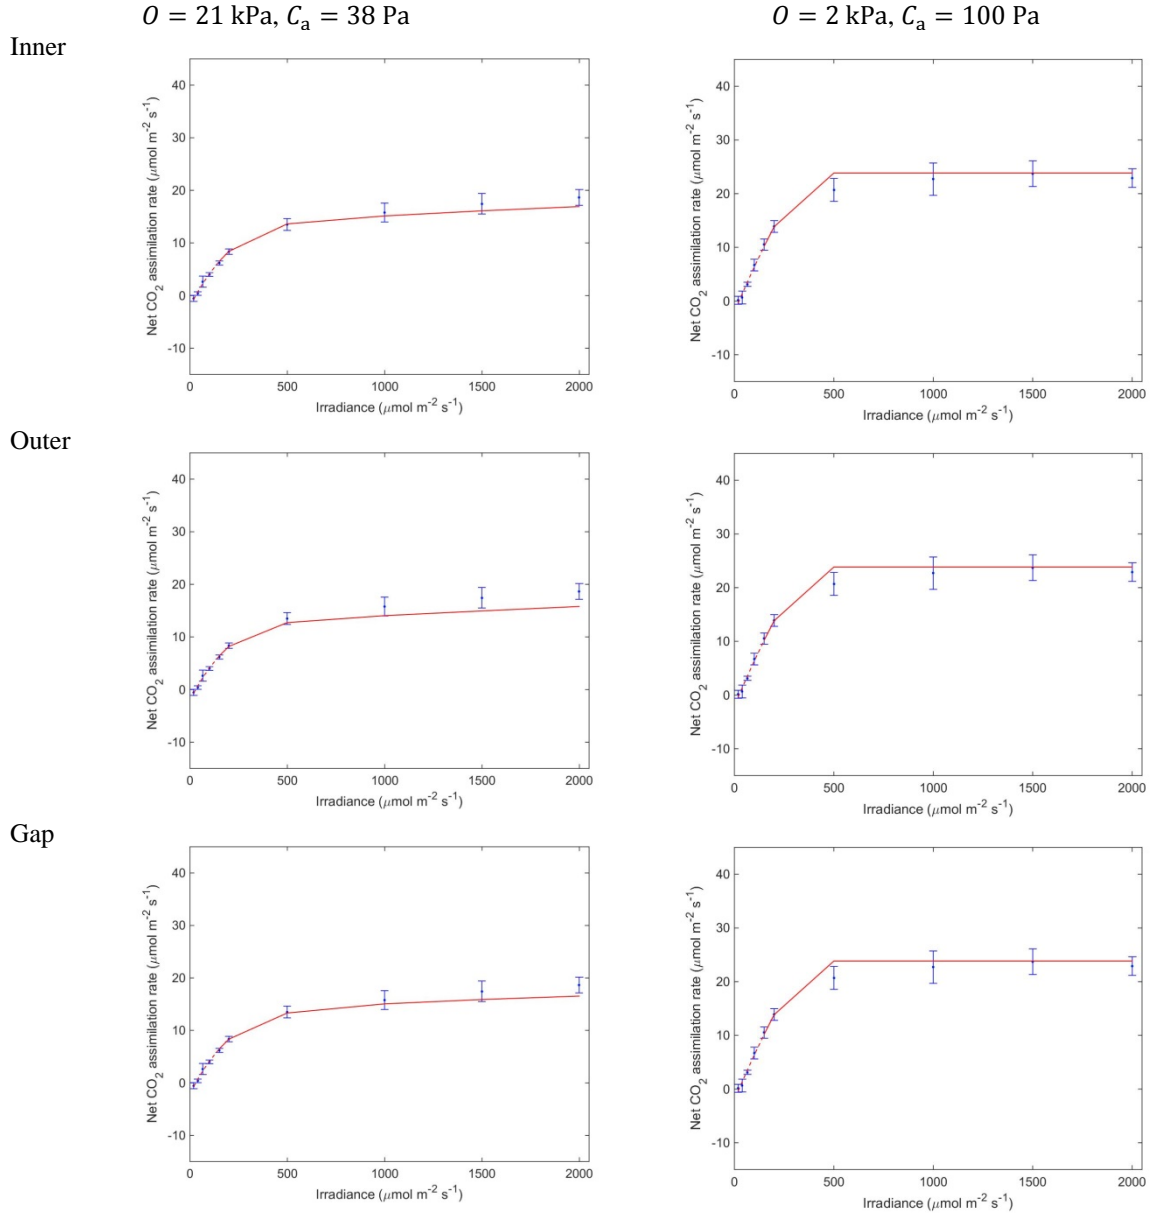 O = 21 kPa, Cₐ = 38 Pa
O = 2 kPa, Cₐ = 100 Pa
Inner
Net CO₂ assimilation rate (μmol m⁻² s⁻¹)
40
30
20
10
0
-10
0 500 1000 1500 2000
Irradiance (μmol m⁻² s⁻¹)
Net CO₂ assimilation rate (μmol m⁻² s⁻¹)
40
30
20
10
0
-10
0 500 1000 1500 2000
Irradiance (μmol m⁻² s⁻¹)
Outer
Net CO₂ assimilation rate (μmol m⁻² s⁻¹)
40
30
20
10
0
-10
0 500 1000 1500 2000
Irradiance (μmol m⁻² s⁻¹)
Net CO₂ assimilation rate (μmol m⁻² s⁻¹)
40
30
20
10
0
-10
0 500 1000 1500 2000
Irradiance (μmol m⁻² s⁻¹)
Gap
Net CO₂ assimilation rate (μmol m⁻² s⁻¹)
40
30
20
10
0
-10
0 500 1000 1500 2000
Irradiance (μmol m⁻² s⁻¹)
Net CO₂ assimilation rate (μmol m⁻² s⁻¹)
40
30
20
10
0
-10
0 500 1000 1500 2000
Irradiance (μmol m⁻² s⁻¹)